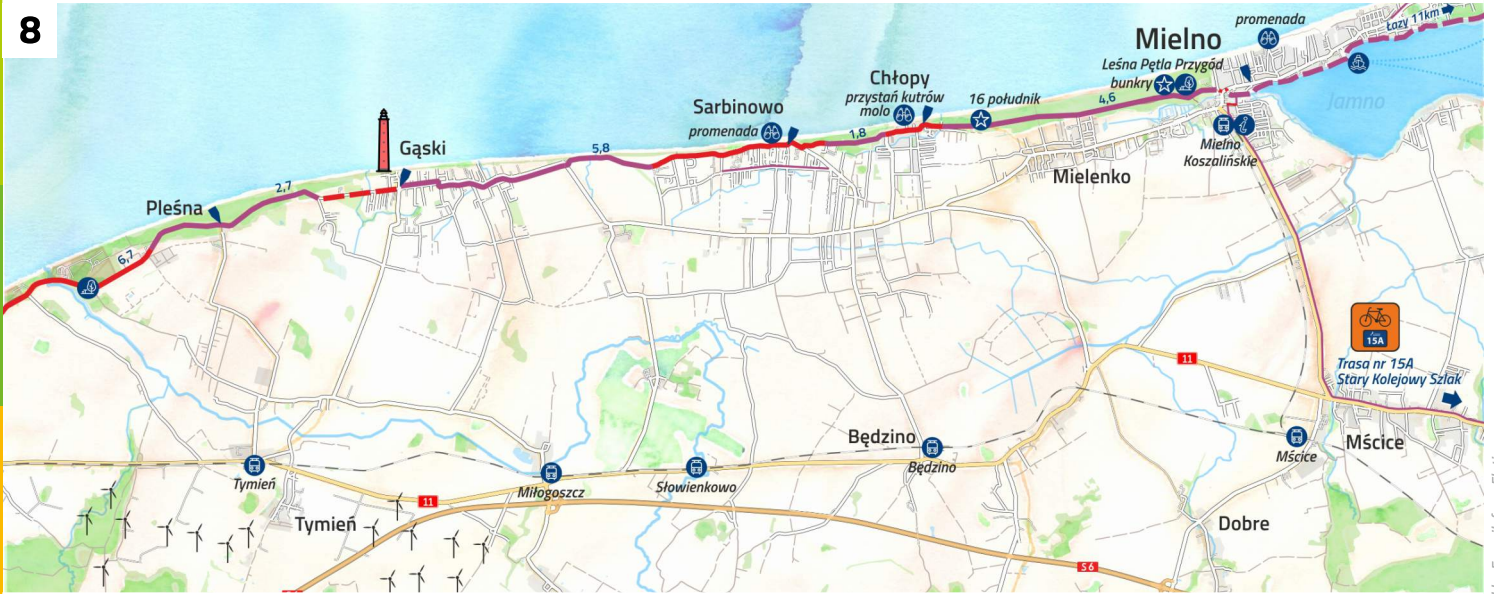 8
promenada
Łazy 11km
Mielno
Leśna Pętla Przygód
bunkry
Chłopy
przystań kutrów
molo
16 południk
4,6
Sarbinowo
promenada
1,8
Jamno
Gąski
5,8
Mielno
Koszalińskie
Mielenko
2,7
Pleśna
6,7
15A
11
Trasa nr 15A
Stary Kolejowy Szlak
Będzino
Będzino
Mścice
Mścice
Tymień
Miłogoszcz
Słowienkowo
11
Tymień
Dobre
S6